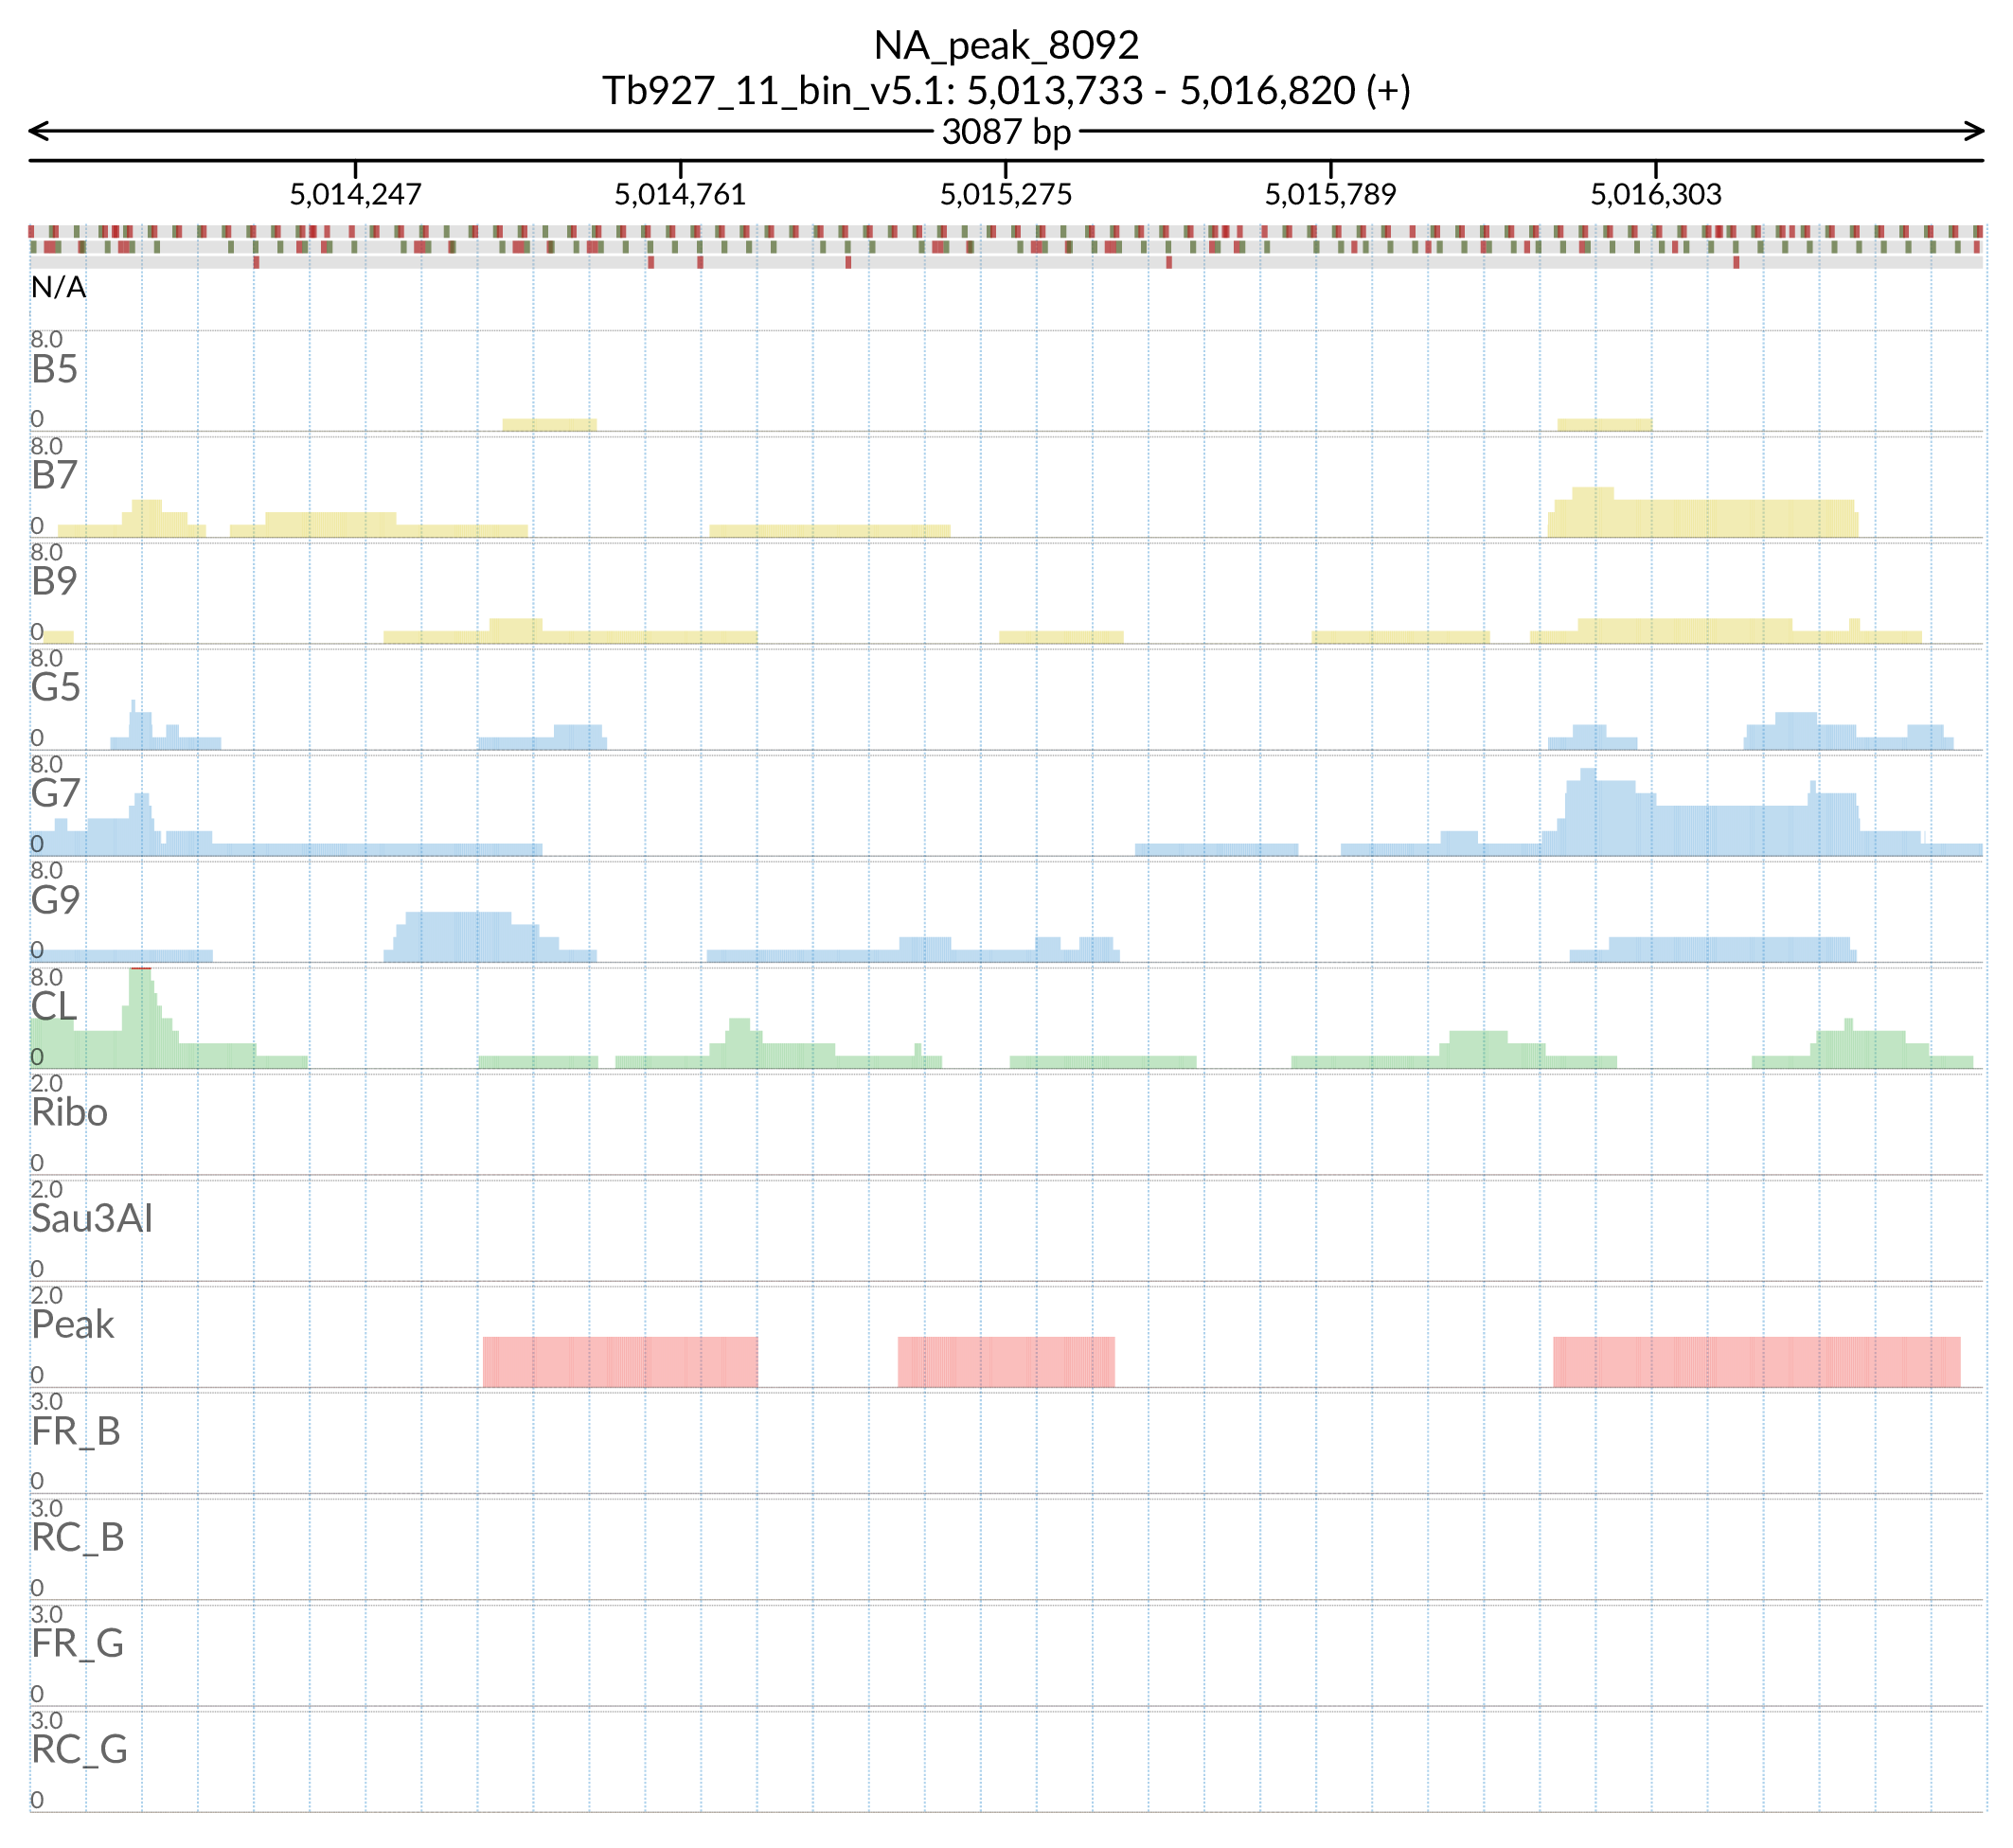 NA_peak_8092
Tb927_11_bin_v5.1: 5,013,733 - 5,016,820 (+)
3087 bp
5,014,247 5,014,761 5,015,275 5,015,789 5,016,303
N/A
8.0
B5
0
8.0
B7
0
8.0
B9
0
8.0
G5
0
8.0
G7
0
8.0
G9
0
8.0
CL
0
2.0
Ribo
0
2.0
Sau3AI
0
2.0
Peak
0
3.0
FR_B
0
3.0
RC_B
0
3.0
FR_G
0
3.0
RC_G
0